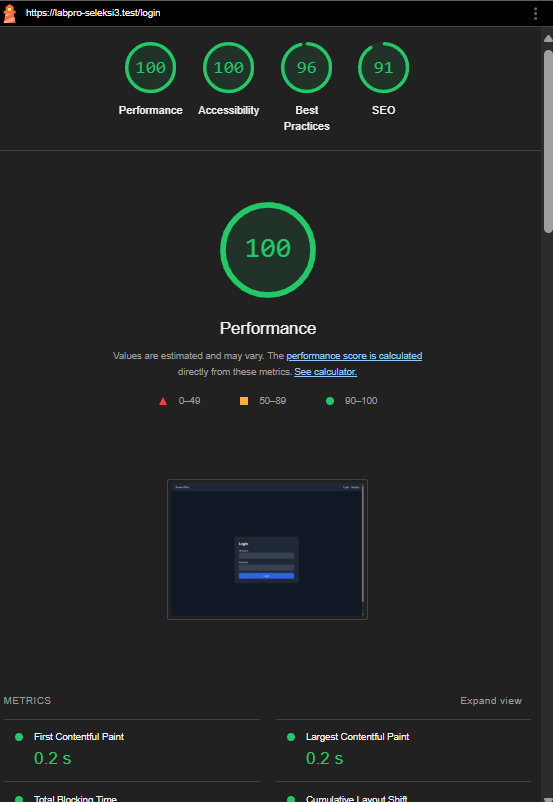 https://labpro-seleksi3.test/login
100
100
96
91
Performance
Accessibility
Best
Practices
SEO
100
Performance
Values are estimated and may vary. The performance score is calculated
directly from these metrics. See calculator.
0–49
50–89
90–100
Login
METRICS
Expand view
First Contentful Paint
0.2 s
Largest Contentful Paint
0.2 s
Total Blocking Time
Cumulative Layout Shift